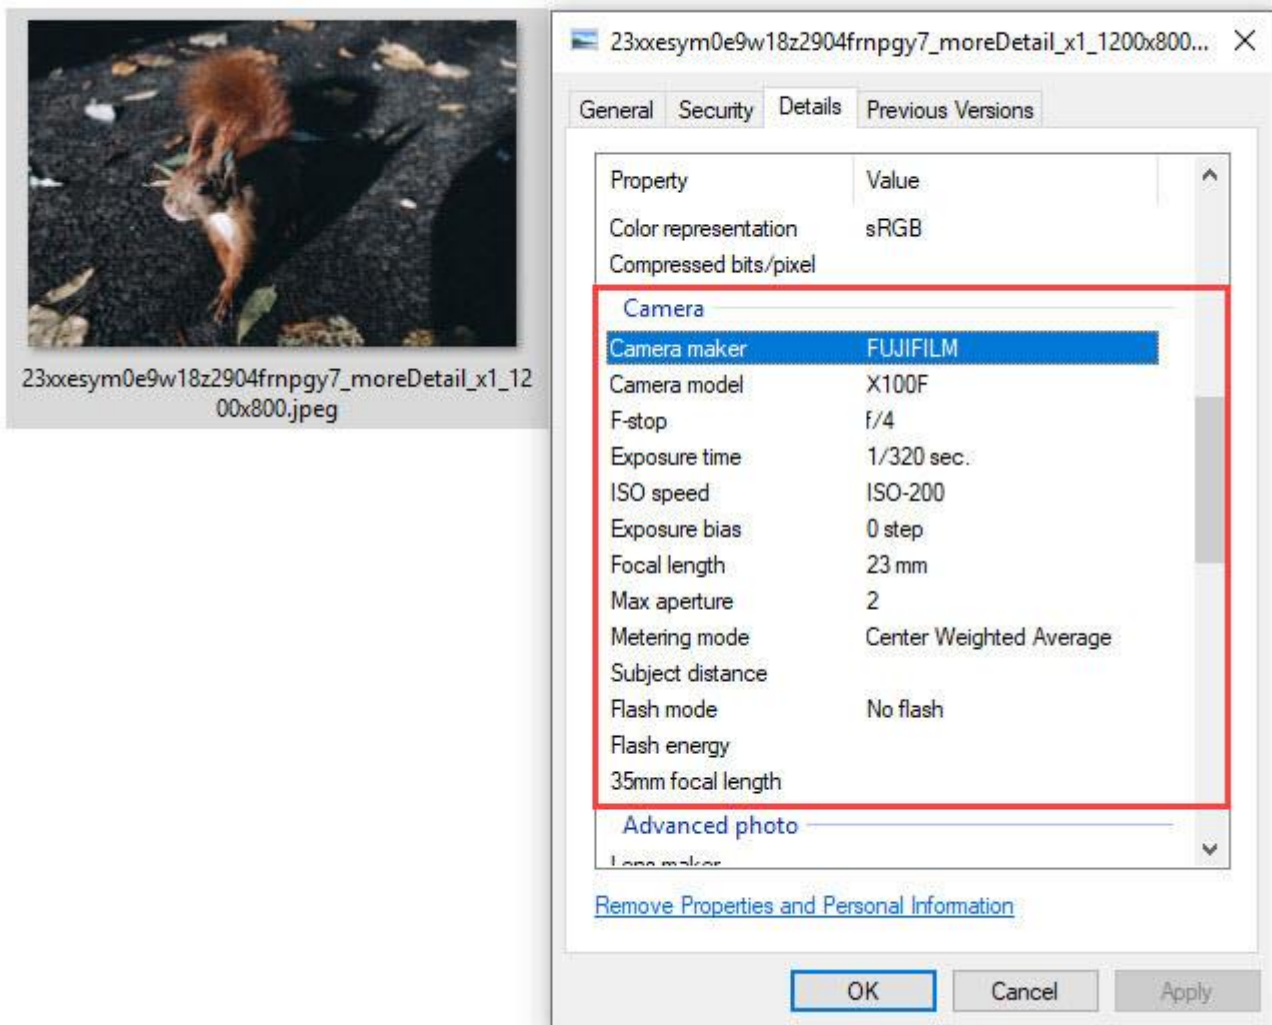 23xxesym0e9w18z2904frnpgy7_moreDetail_x1_12
00x800.jpeg
23xxesym0e9w18z2904frnpgy7_moreDetail_x1_1200x800...
General Security Details Previous Versions
Property Value
Color representation sRGB
Compressed bits/pixel
Camera
Camera maker FUJIFILM
Camera model X100F
F-stop f/4
Exposure time 1/320 sec.
ISO speed ISO-200
Exposure bias 0 step
Focal length 23 mm
Max aperture 2
Metering mode Center Weighted Average
Subject distance
Flash mode No flash
Flash energy
35mm focal length
Advanced photo
Lens maker
Remove Properties and Personal Information
OK Cancel Apply